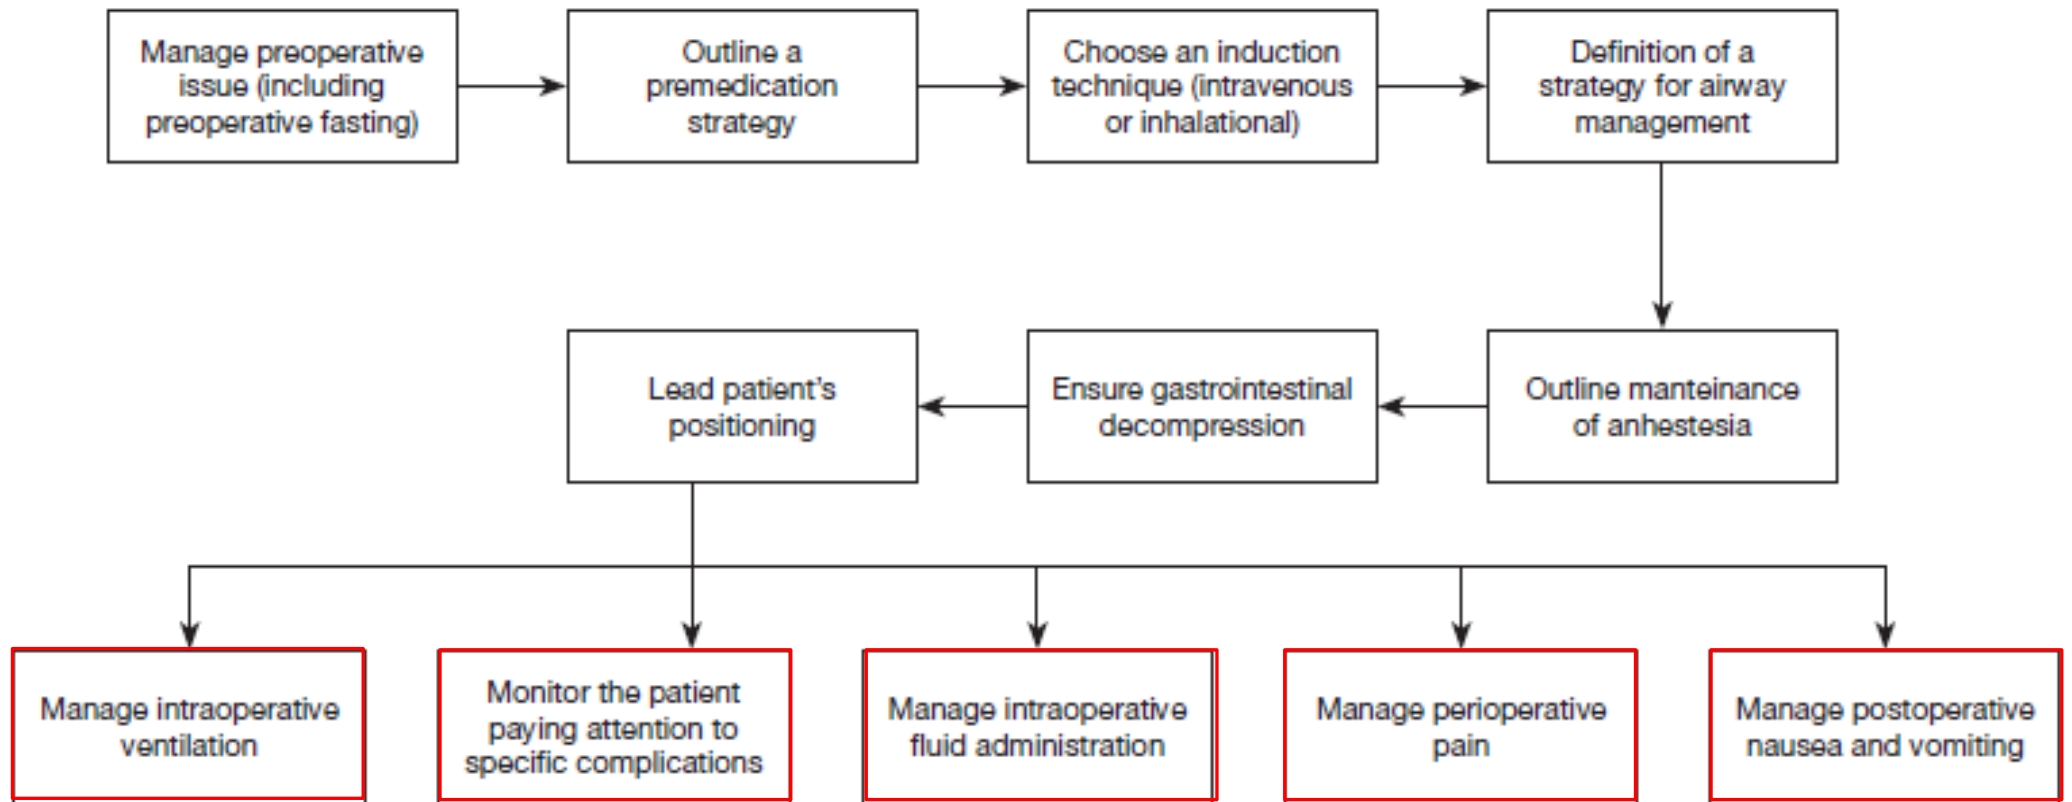 Manage preoperative
issue (including
preoperative fasting)
Outline a
premedication
strategy
Choose an induction
technique (intravenous
or inhalational)
Definition of a
strategy for airway
management
Lead patient's
positioning
Ensure gastrointestinal
decompression
Outline manteinance
of anhestesia
Manage intraoperative
ventilation
Monitor the patient
paying attention to
specific complications
Manage intraoperative
fluid administration
Manage perioperative
pain
Manage postoperative
nausea and vomiting